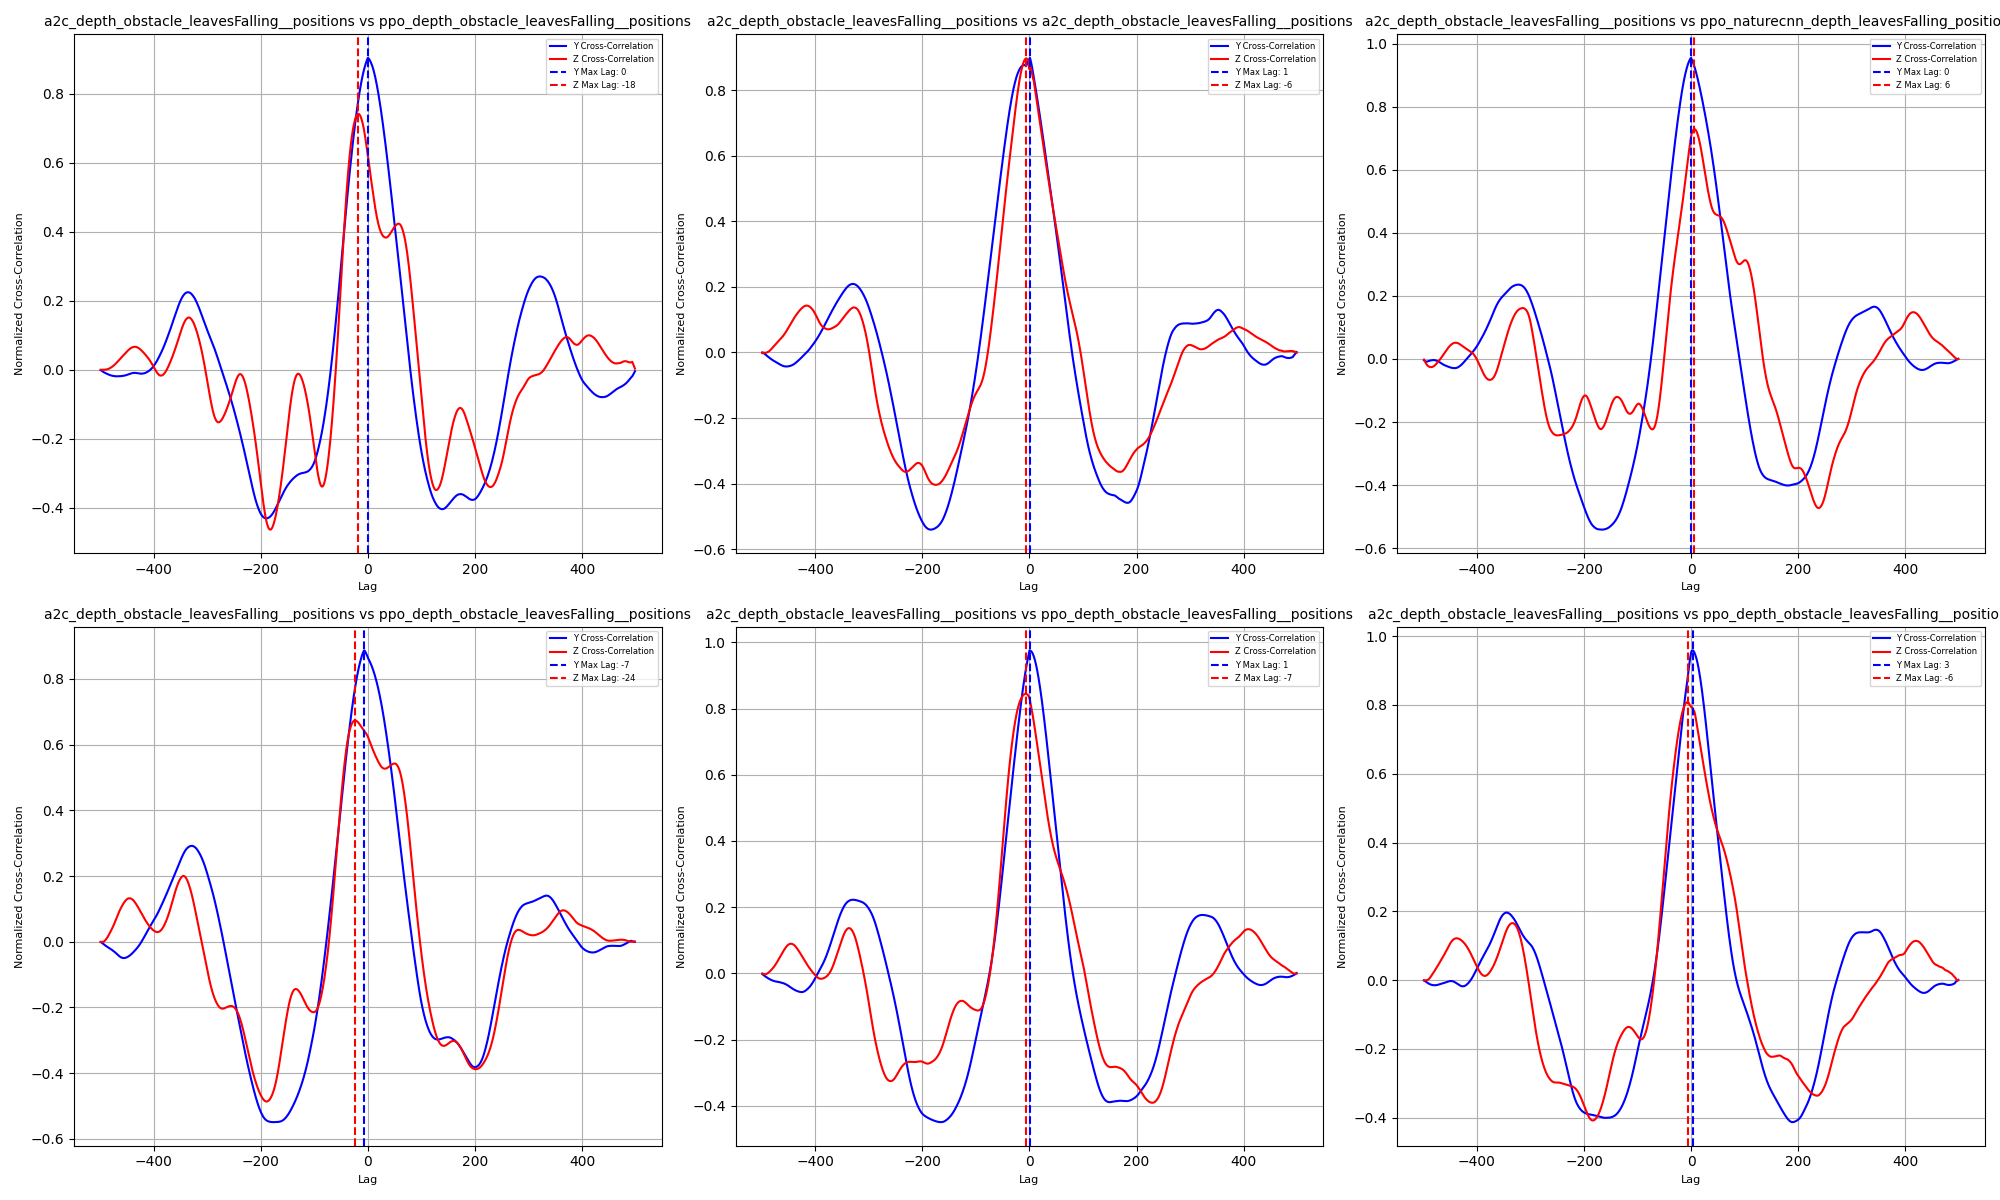 a2c_depth_obstacle_leavesFalling__positions vs ppo_depth_obstacle_leavesFalling__positions
Y Cross-Correlation
Z Cross-Correlation
Y Max Lag: 0
Z Max Lag: -18
Normalized Cross-Correlation
0.8
0.6
0.4
0.2
0.0
−0.2
−0.4
−400 −200 0 200 400
Lag
a2c_depth_obstacle_leavesFalling__positions vs a2c_depth_obstacle_leavesFalling__positions
Y Cross-Correlation
Z Cross-Correlation
Y Max Lag: 1
Z Max Lag: -6
Normalized Cross-Correlation
0.8
0.6
0.4
0.2
0.0
−0.2
−0.4
−0.6
−400 −200 0 200 400
Lag
a2c_depth_obstacle_leavesFalling__positions vs ppo_naturecnn_depth_leavesFalling_positio
Y Cross-Correlation
Z Cross-Correlation
Y Max Lag: 0
Z Max Lag: 6
Normalized Cross-Correlation
1.0
0.8
0.6
0.4
0.2
0.0
−0.2
−0.4
−0.6
−400 −200 0 200 400
Lag
a2c_depth_obstacle_leavesFalling__positions vs ppo_depth_obstacle_leavesFalling__positions
Y Cross-Correlation
Z Cross-Correlation
Y Max Lag: -7
Z Max Lag: -24
Normalized Cross-Correlation
0.8
0.6
0.4
0.2
0.0
−0.2
−0.4
−0.6
−400 −200 0 200 400
Lag
a2c_depth_obstacle_leavesFalling__positions vs ppo_depth_obstacle_leavesFalling__positions
Y Cross-Correlation
Z Cross-Correlation
Y Max Lag: 1
Z Max Lag: -7
Normalized Cross-Correlation
1.0
0.8
0.6
0.4
0.2
0.0
−0.2
−0.4
−400 −200 0 200 400
Lag
a2c_depth_obstacle_leavesFalling__positions vs ppo_depth_obstacle_leavesFalling__positio
Y Cross-Correlation
Z Cross-Correlation
Y Max Lag: 3
Z Max Lag: -6
Normalized Cross-Correlation
1.0
0.8
0.6
0.4
0.2
0.0
−0.2
−0.4
−400 −200 0 200 400
Lag